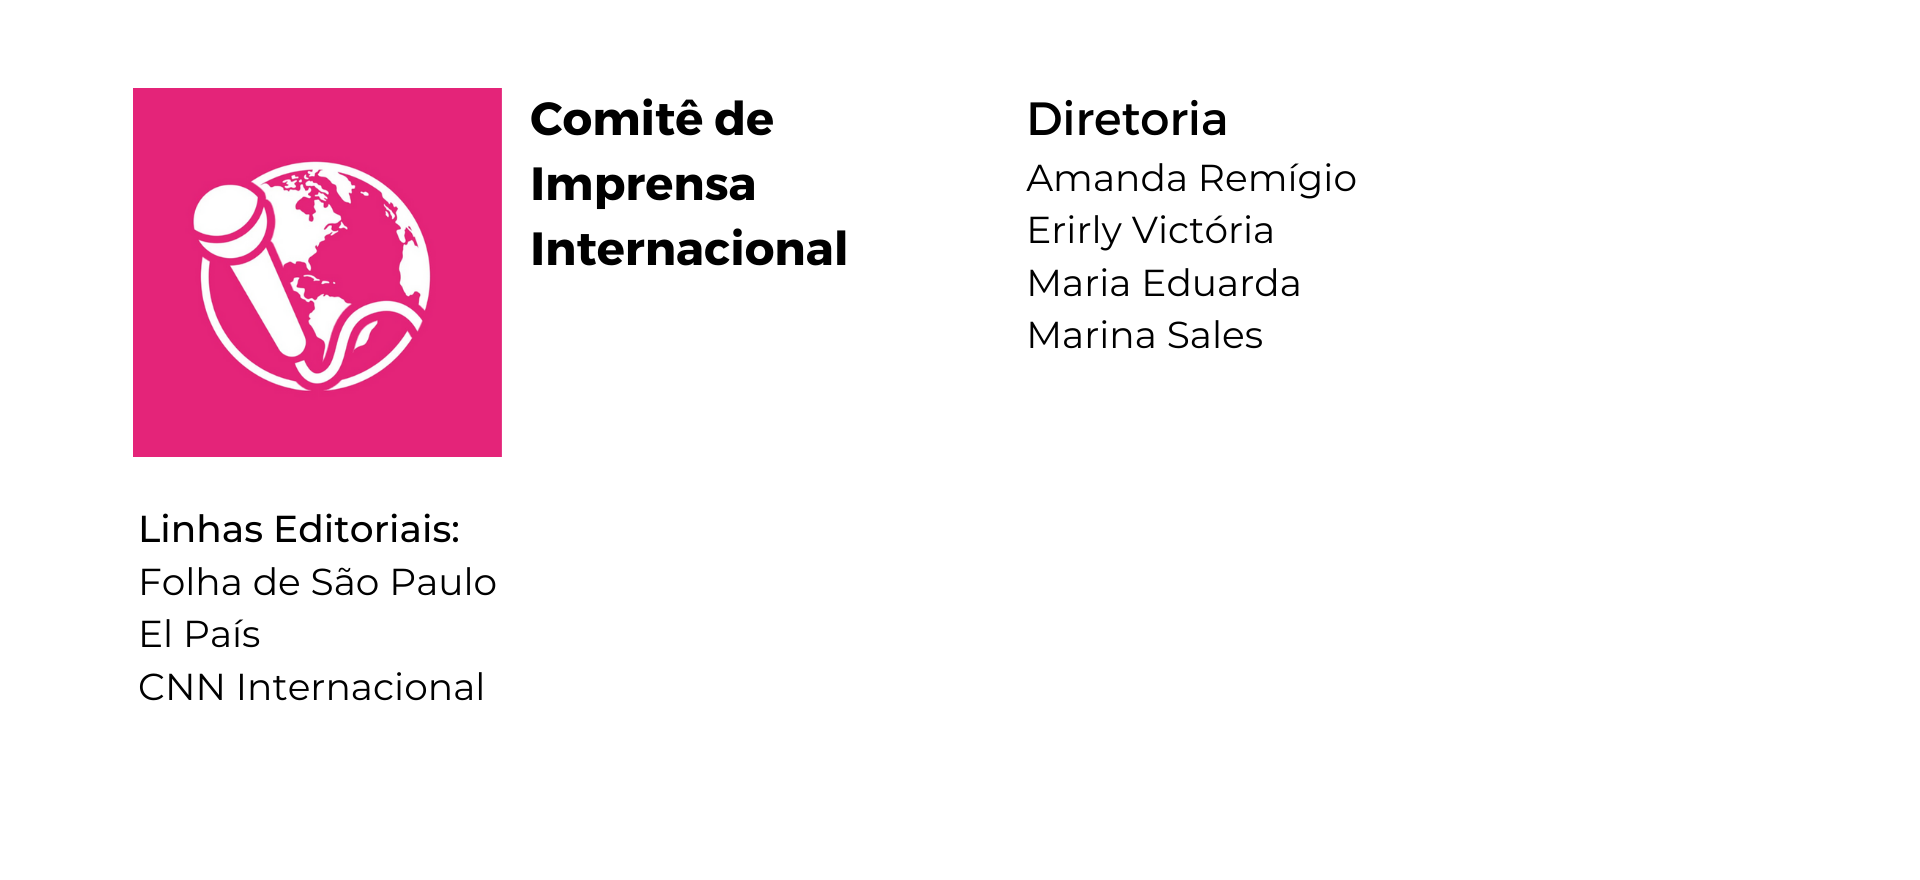 Comitê de
Imprensa
Internacional
Diretoria
Amanda Remígio
Erirly Victória
Maria Eduarda
Marina Sales
Linhas Editoriais:
Folha de São Paulo
El País
CNN Internacional